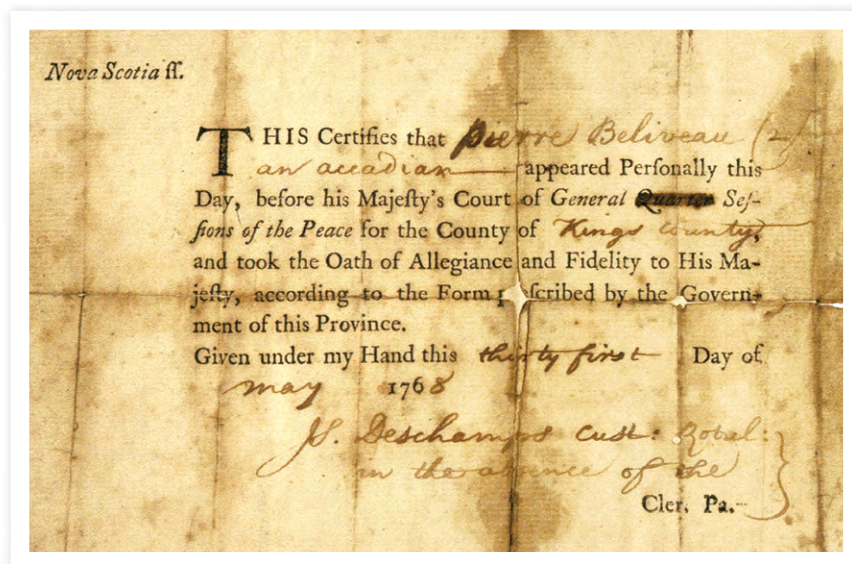 Nova Scotia ſſ.
THIS Certifies that pierre Beliveau (2)
an accadian appeared Perſonally this
Day, before his Majeſty's Court of General Quarter Seſ-
ſions of the Peace for the County of Kings County,
and took the Oath of Allegiance and Fidelity to His Ma-
jeſty, according to the Form ſcribed by the Govern-
ment of this Province.
Given under my Hand this thirty first Day of
may 1768
Js. Deschamps Cust: Rotul:
in the absence of the
Cler. Pa.